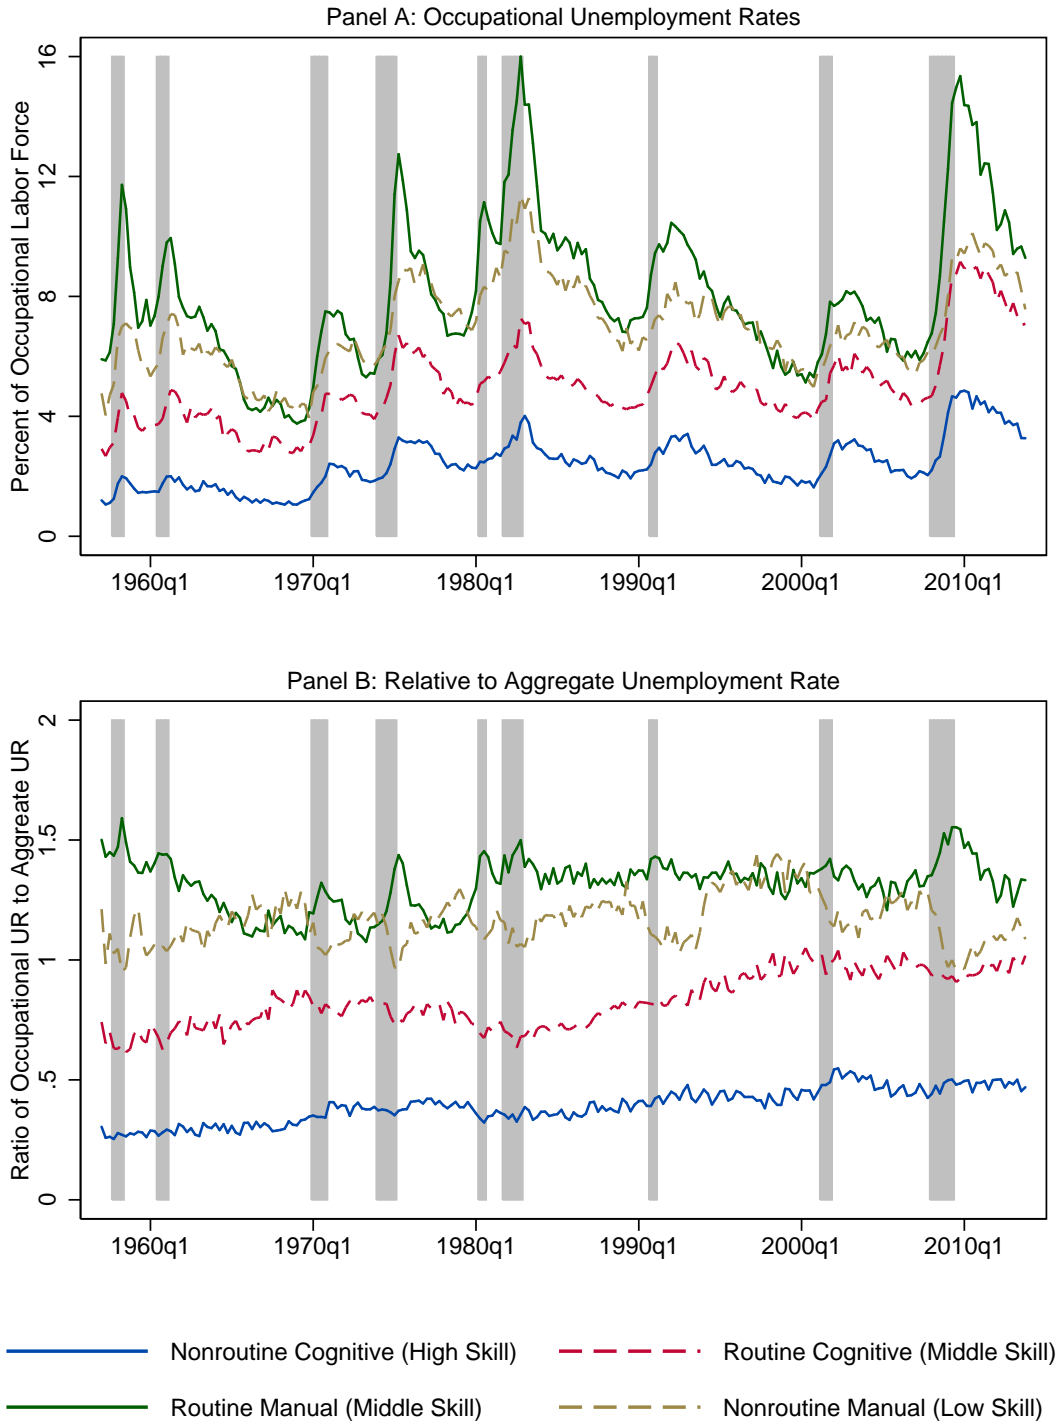 Panel A: Occupational Unemployment Rates
Percent of Occupational Labor Force
16
12
8
4
0
1960q1 1970q1 1980q1 1990q1 2000q1 2010q1
Panel B: Relative to Aggregate Unemployment Rate
Ratio of Occupational UR to Aggreate UR
2
1.5
1
.5
0
1960q1 1970q1 1980q1 1990q1 2000q1 2010q1
Nonroutine Cognitive (High Skill) Routine Cognitive (Middle Skill)
Routine Manual (Middle Skill) Nonroutine Manual (Low Skill)